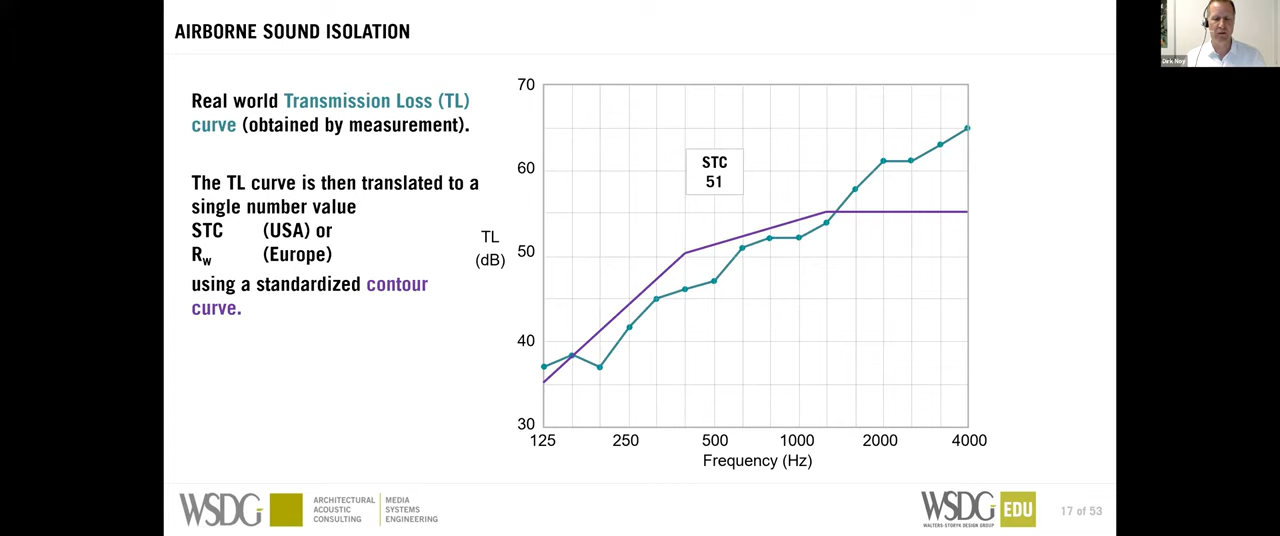 AIRBORNE SOUND ISOLATION
Dirk Noy
Real world Transmission Loss (TL)
curve (obtained by measurement).
The TL curve is then translated to a
single number value
STC (USA) or
Rw (Europe)
using a standardized contour
curve.
TL
(dB)
70
60
50
40
30
STC
51
125 250 500 1000 2000 4000
Frequency (Hz)
WSDG
ARCHITECTURAL
ACOUSTIC
CONSULTING
MEDIA
SYSTEMS
ENGINEERING
WSDG EDU
WALTERS-STORYK DESIGN GROUP
17 of 53